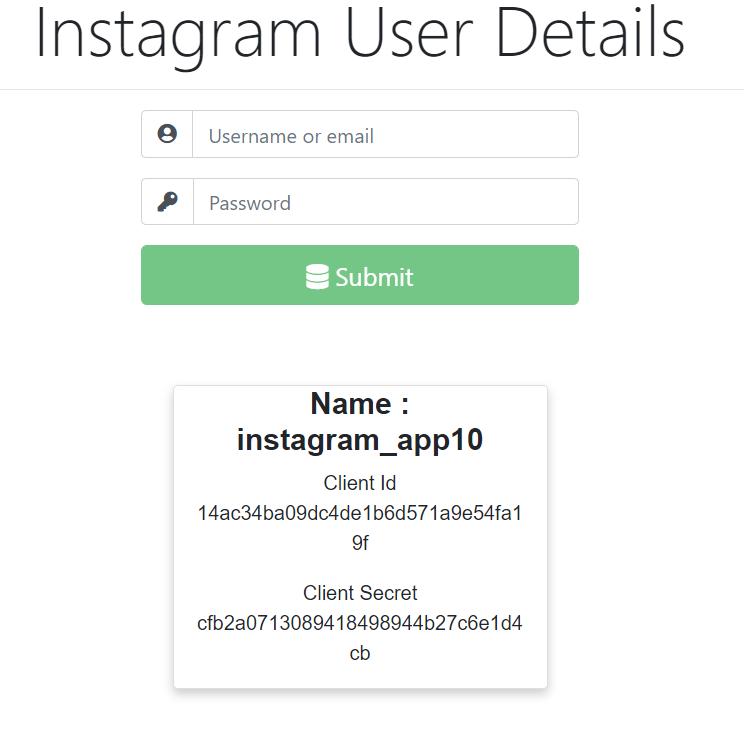 Instagram User Details
Username or email
Password
Submit
Name :
instagram_app10
Client Id
14ac34ba09dc4de1b6d571a9e54fa1
9f
Client Secret
cfb2a0713089418498944b27c6e1d4
cb